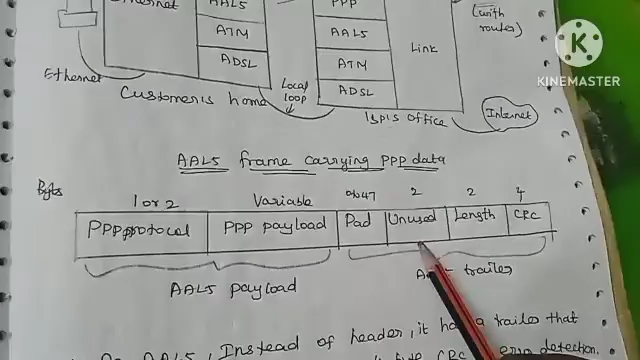 Ethernet
AAL5
ATM
ADSL
PPP
AAL5
ATM
ADSL
Link
(with
router)
Ethernet
Customer's home
Local
loop
ISP's Office
Internet
KINEMASTER
AAL5 frame carrying PPP data
Bytes 1 or 2 Variable 0 to 47 2 2 4
PPP protocol PPP payload Pad Unused Length CRC
AAL5 payload trailer
AAL5, Instead of header, it has a trailer that
CRC error detection.